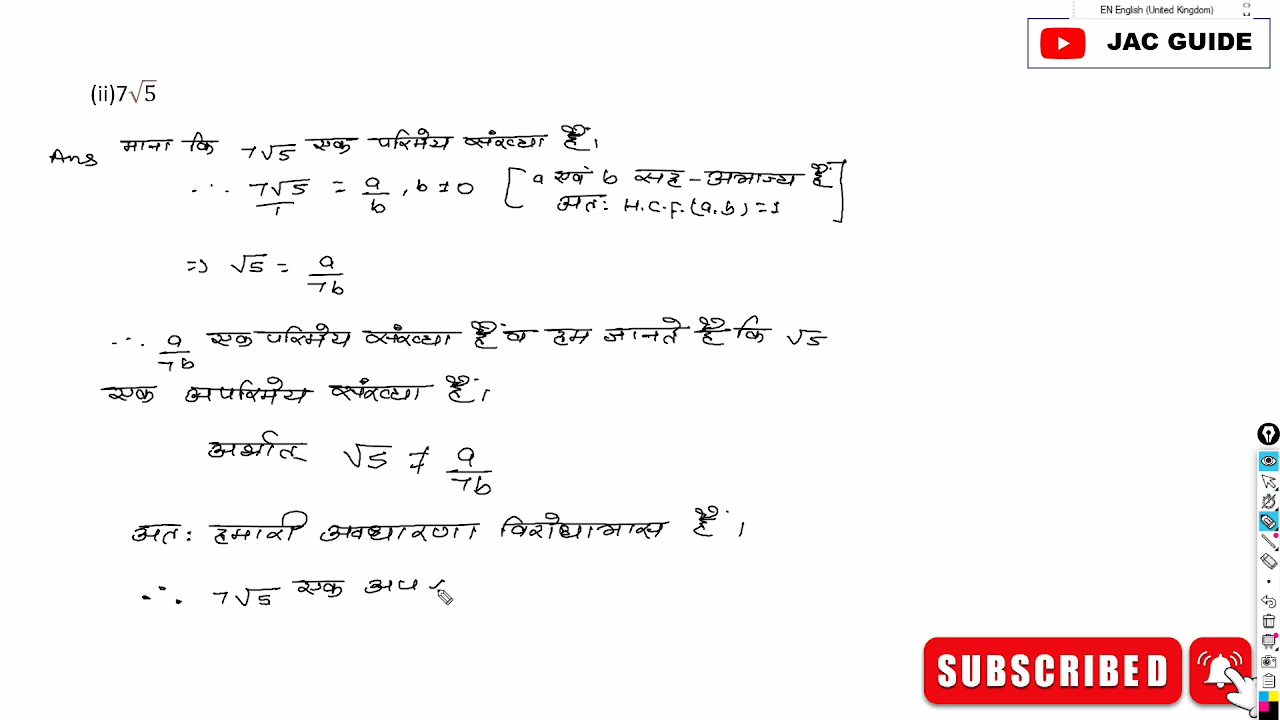 EN English (United Kingdom)
JAC GUIDE
(ii)7√5
Ans माना कि 7√5 एक परिमेय संख्या है।
∴ 7√5/1 = a/b , b ≠ 0 [a एवं b सह-अभाज्य हैं
अतः H.C.F.(a,b)=1]
=> √5 = a/7b
∴ a/7b एक परिमेय संख्या है व हम जानते है कि √5
एक अपरिमेय संख्या है।
अर्थात √5 ≠ a/7b
अतः हमारी अवधारणा विरोधाभास है।
∴ 7√5 एक अप
SUBSCRIBED